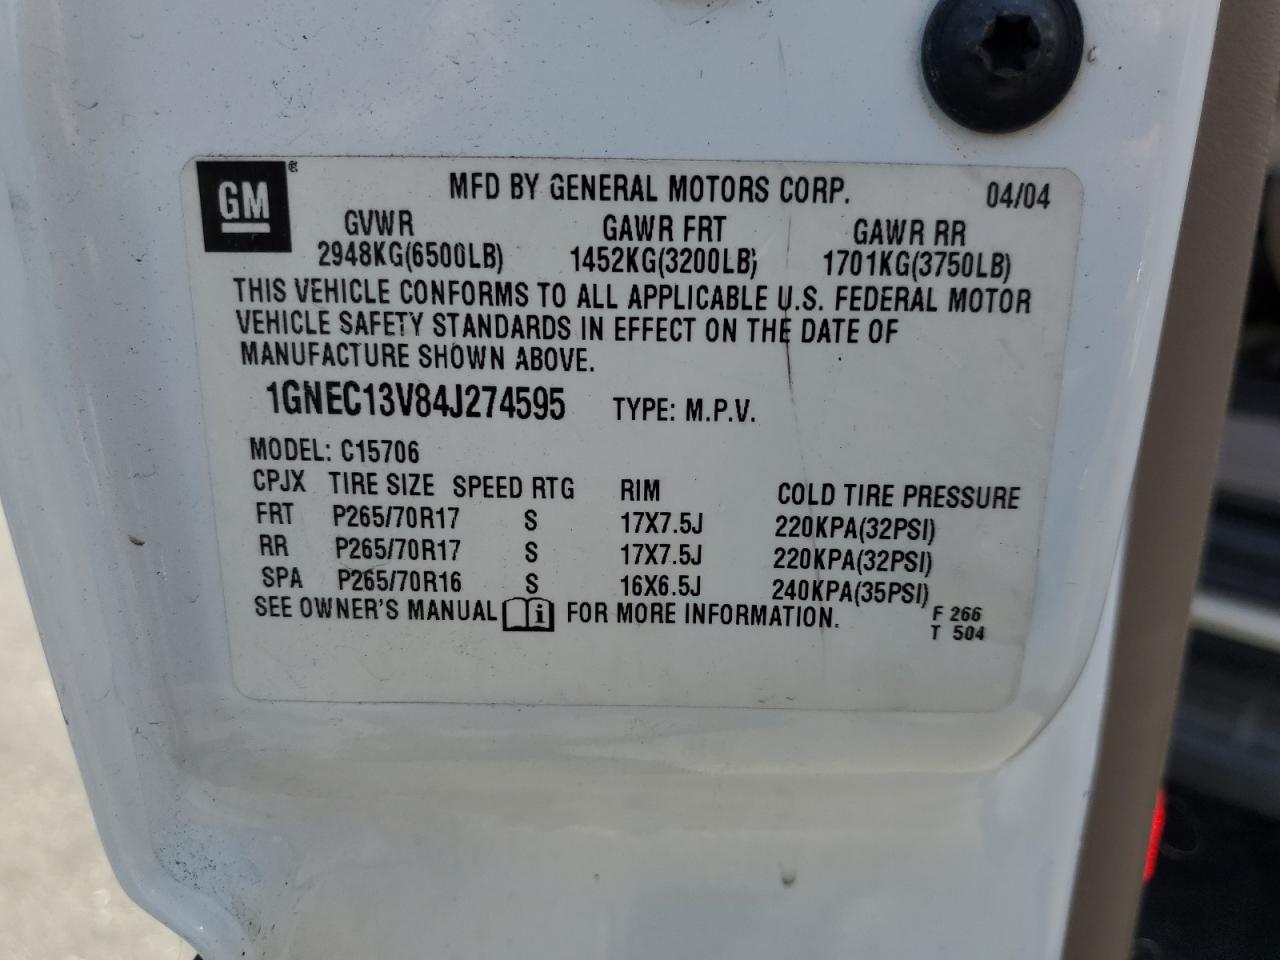 GM®
MFD BY GENERAL MOTORS CORP. 04/04
GVWR GAWR FRT GAWR RR
2948KG(6500LB) 1452KG(3200LB) 1701KG(3750LB)
THIS VEHICLE CONFORMS TO ALL APPLICABLE U.S. FEDERAL MOTOR
VEHICLE SAFETY STANDARDS IN EFFECT ON THE DATE OF
MANUFACTURE SHOWN ABOVE.
1GNEC13V84J274595 TYPE: M.P.V.
MODEL: C15706
CPJX TIRE SIZE SPEED RTG RIM COLD TIRE PRESSURE
FRT P265/70R17 S 17X7.5J 220KPA(32PSI)
RR P265/70R17 S 17X7.5J 220KPA(32PSI)
SPA P265/70R16 S 16X6.5J 240KPA(35PSI)
SEE OWNER'S MANUAL i FOR MORE INFORMATION.
F 266
T 504